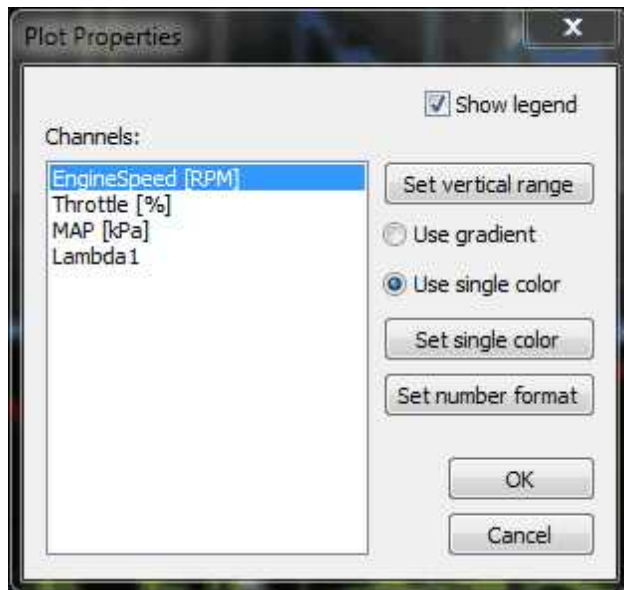 Plot Properties
Show legend
Channels:
EngineSpeed [RPM]
Throttle [%]
MAP [kPa]
Lambda1
Set vertical range
Use gradient
Use single color
Set single color
Set number format
OK
Cancel